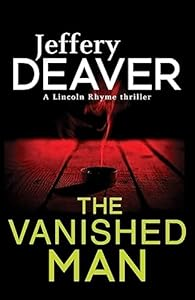 Jeffery
DEAVER
A Lincoln Rhyme thriller
THE
VANISHED
MAN